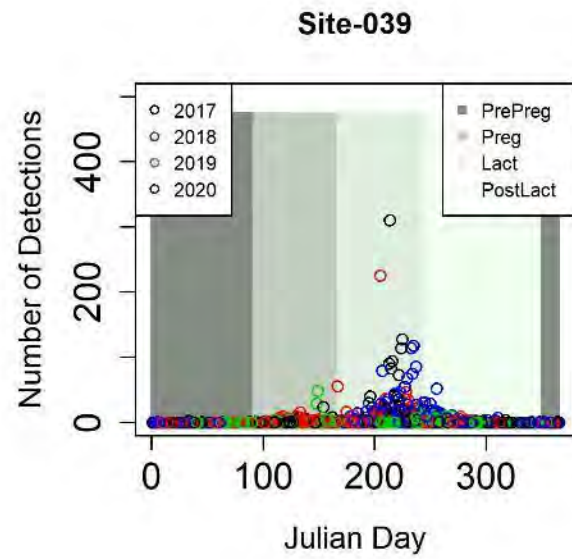 Site-039
2017
2018
2019
2020
PrePreg
Preg
Lact
PostLact
Number of Detections
400
200
0
0
100
200
300
Julian Day